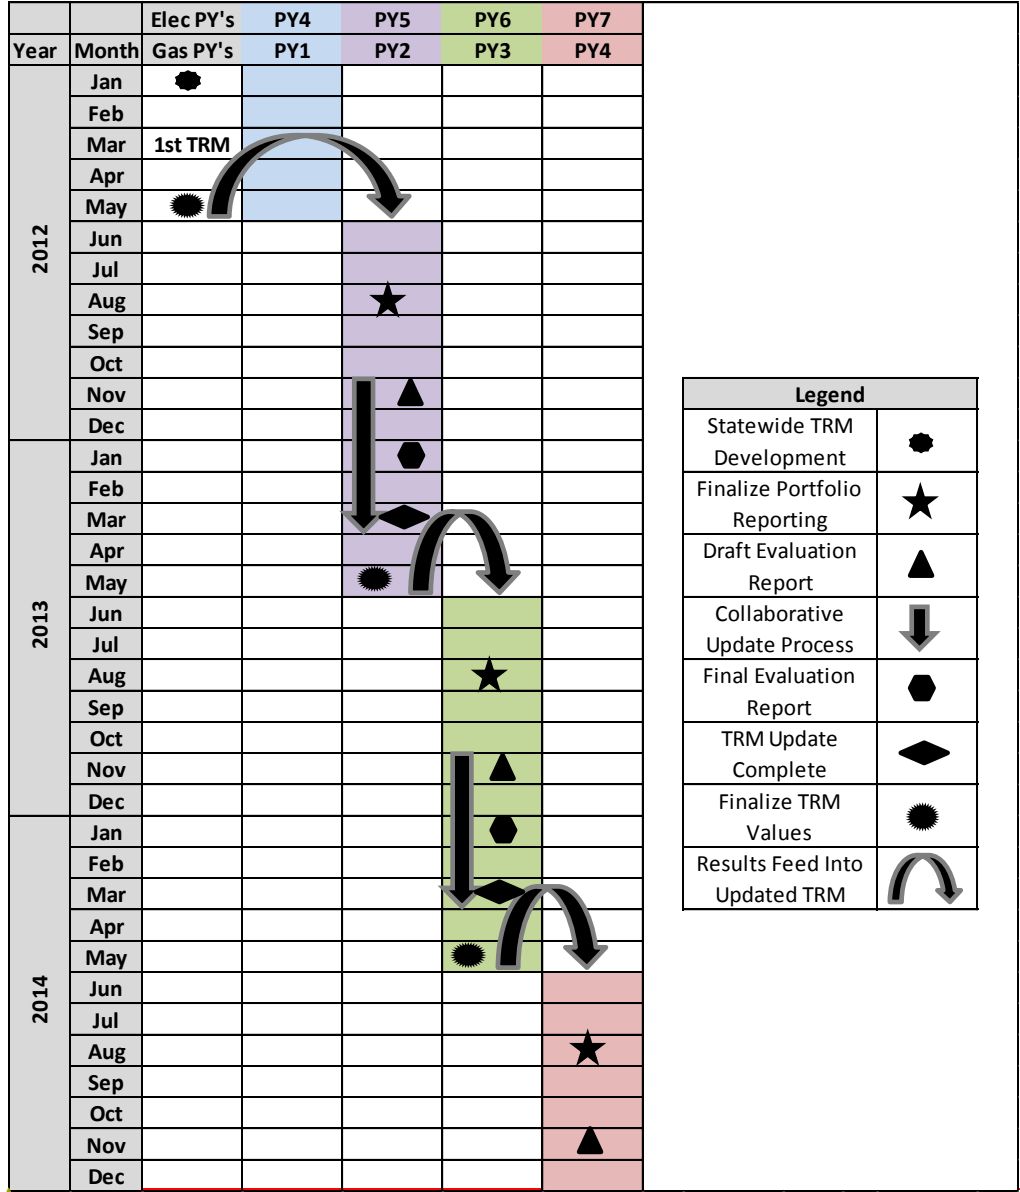 Elec PY's PY4 PY5 PY6 PY7
Year Month Gas PY's PY1 PY2 PY3 PY4
2012
Jan
Feb
Mar 1st TRM
Apr
May
Jun
Jul
Aug
Sep
Oct
Nov
Dec
2013
Jan
Feb
Mar
Apr
May
Jun
Jul
Aug
Sep
Oct
Nov
Dec
2014
Jan
Feb
Mar
Apr
May
Jun
Jul
Aug
Sep
Oct
Nov
Dec
Legend
Statewide TRM
Development
Finalize Portfolio
Reporting
Draft Evaluation
Report
Collaborative
Update Process
Final Evaluation
Report
TRM Update
Complete
Finalize TRM
Values
Results Feed Into
Updated TRM